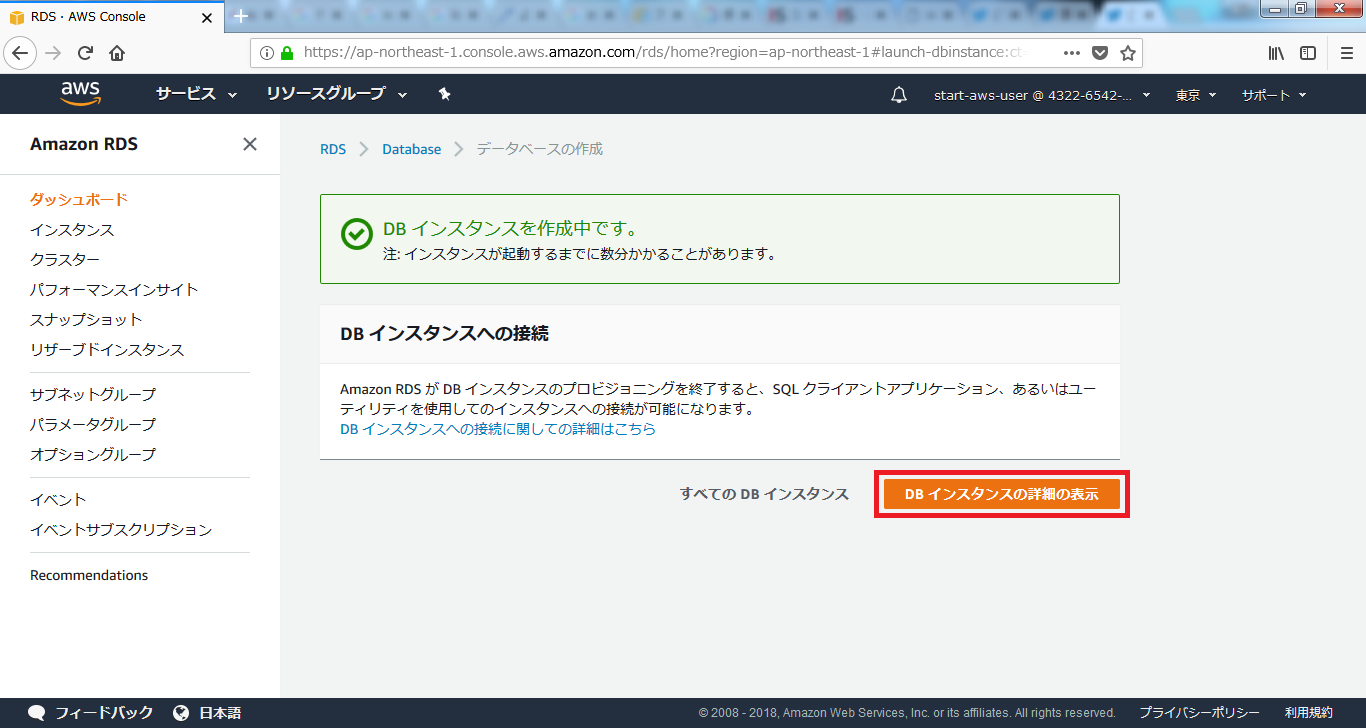 RDS · AWS Console
https://ap-northeast-1.console.aws.amazon.com/rds/home?region=ap-northeast-1#launch-dbinstance:ct
aws サービス リソースグループ start-aws-user @ 4322-6542-... 東京 サポート
Amazon RDS
ダッシュボード
インスタンス
クラスター
パフォーマンスインサイト
スナップショット
リザーブドインスタンス
サブネットグループ
パラメータグループ
オプショングループ
イベント
イベントサブスクリプション
Recommendations
RDS Database データベースの作成
DB インスタンスを作成中です。
注: インスタンスが起動するまでに数分かかることがあります。
DB インスタンスへの接続
Amazon RDS が DB インスタンスのプロビジョニングを終了すると、SQL クライアントアプリケーション、あるいはユー
ティリティを使用してのインスタンスへの接続が可能になります。
DB インスタンスへの接続に関しての詳細はこちら
すべての DB インスタンス DB インスタンスの詳細の表示
フィードバック 日本語 © 2008 - 2018, Amazon Web Services, Inc. or its affiliates. All rights reserved. プライバシーポリシー 利用規約